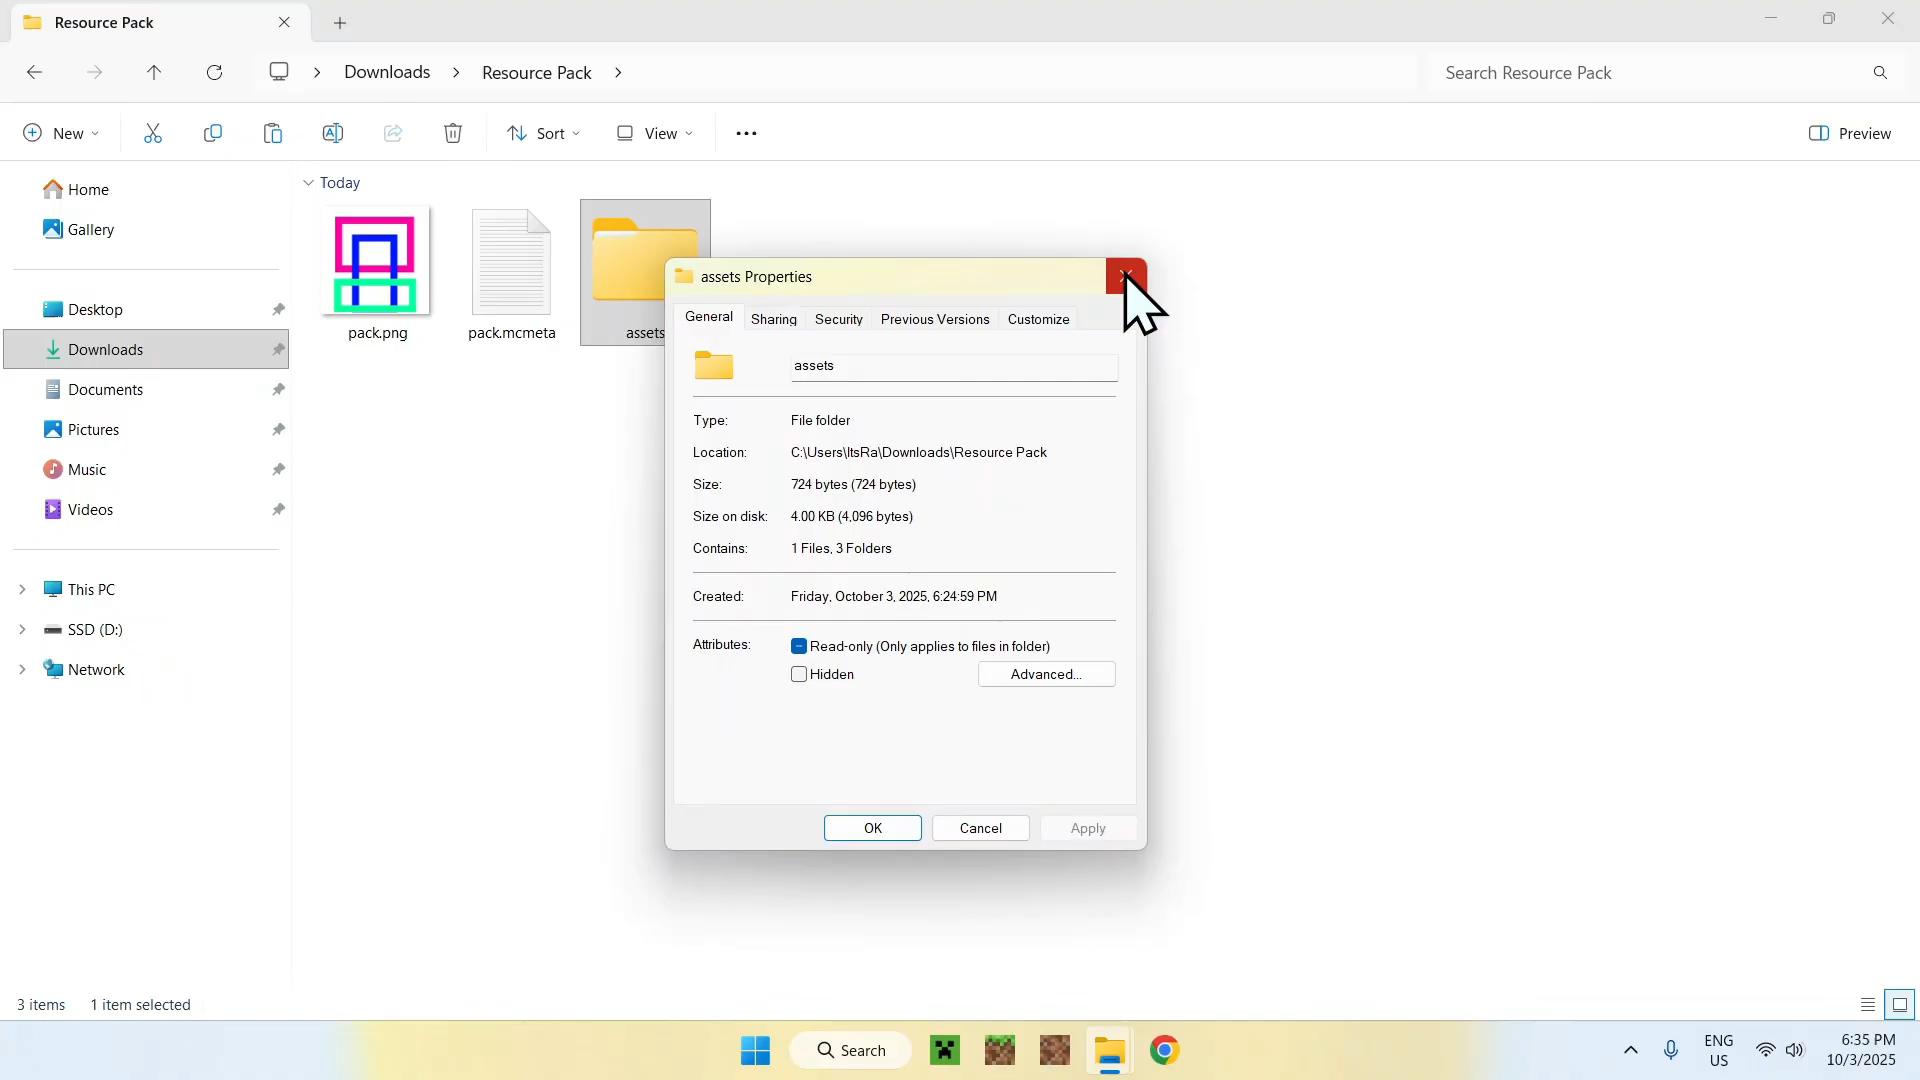 Resource Pack
Downloads
Resource Pack
Search Resource Pack
New
Sort
View
Preview
Home
Gallery
Desktop
Downloads
Documents
Pictures
Music
Videos
This PC
SSD (D:)
Network
Today
pack.png
pack.mcmeta
assets
assets Properties
General
Sharing
Security
Previous Versions
Customize
assets
Type: File folder
Location: C:\Users\ItsRa\Downloads\Resource Pack
Size: 724 bytes (724 bytes)
Size on disk: 4.00 KB (4,096 bytes)
Contains: 1 Files, 3 Folders
Created: Friday, October 3, 2025, 6:24:59 PM
Attributes: Read-only (Only applies to files in folder)
Hidden
Advanced...
OK
Cancel
Apply
3 items
1 item selected
Search
ENG
US
6:35 PM
10/3/2025